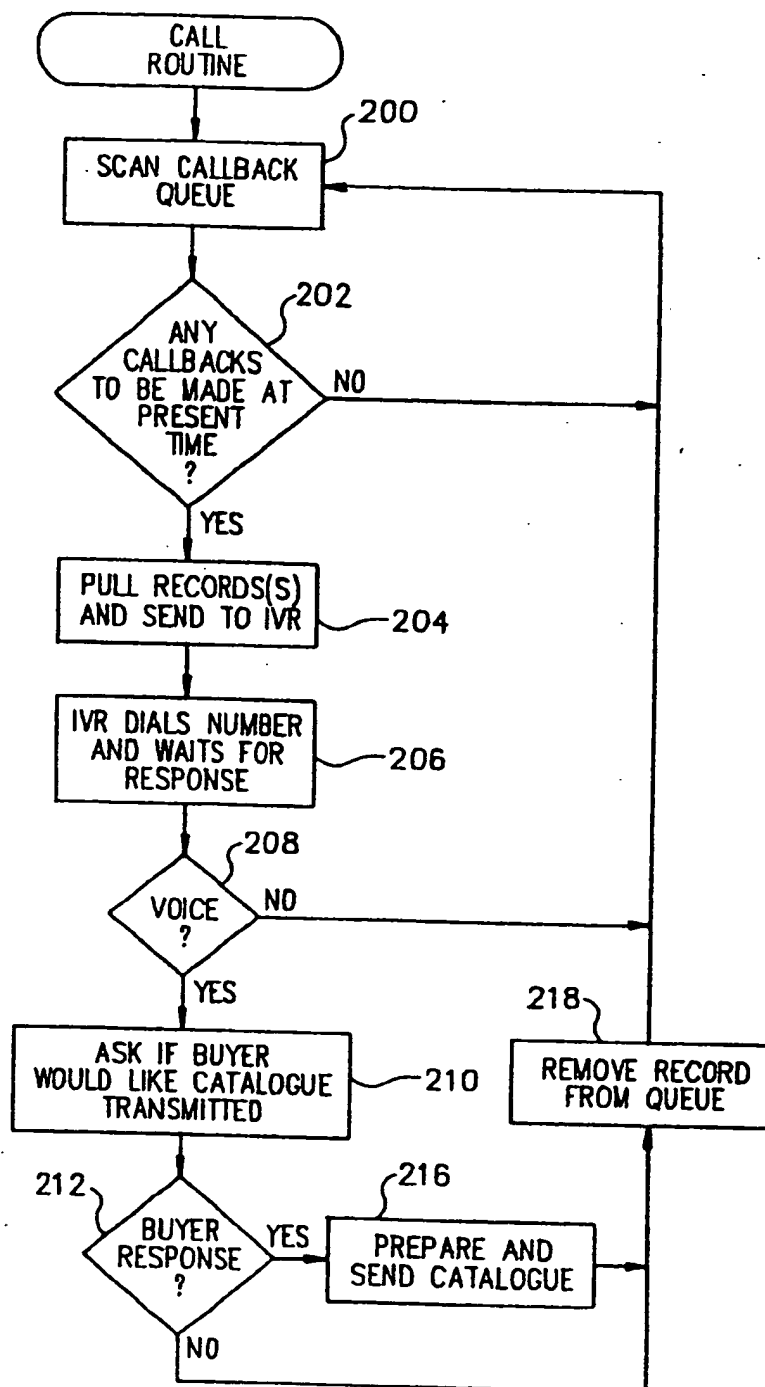 CALL
ROUTINE
200
SCAN CALLBACK
QUEUE
202
ANY
CALLBACKS
TO BE MADE AT
PRESENT
TIME
?
NO
YES
PULL RECORDS(S)
AND SEND TO IVR
204
IVR DIALS NUMBER
AND WAITS FOR
RESPONSE
206
208
VOICE
?
NO
YES
218
ASK IF BUYER
WOULD LIKE CATALOGUE
TRANSMITTED
210
REMOVE RECORD
FROM QUEUE
212
BUYER
RESPONSE
?
YES
216
PREPARE AND
SEND CATALOGUE
NO